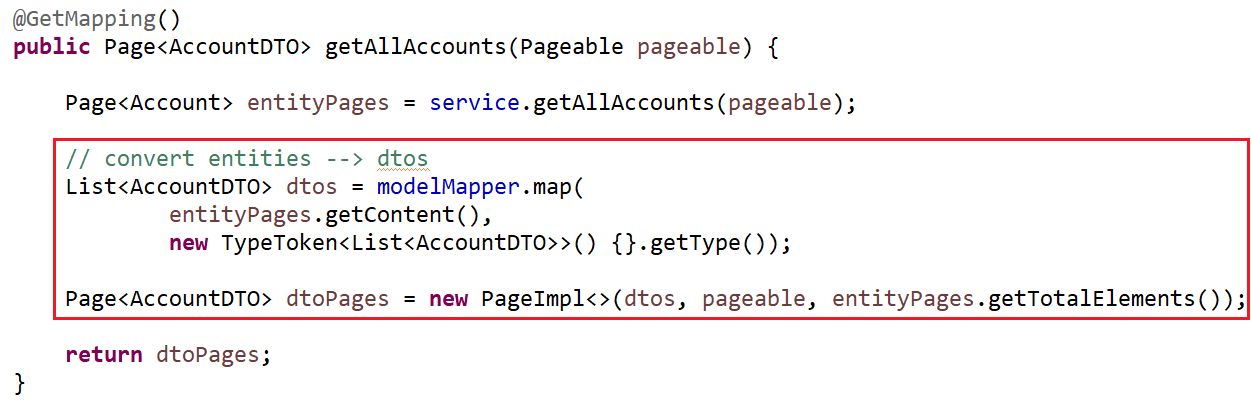 @GetMapping()
public Page<AccountDTO> getAllAccounts(Pageable pageable) {
Page<Account> entityPages = service.getAllAccounts(pageable);
// convert entities --> dtos
List<AccountDTO> dtos = modelMapper.map(
entityPages.getContent(),
new TypeToken<List<AccountDTO>>() {}.getType());
Page<AccountDTO> dtoPages = new PageImpl<>(dtos, pageable, entityPages.getTotalElements());
return dtoPages;
}